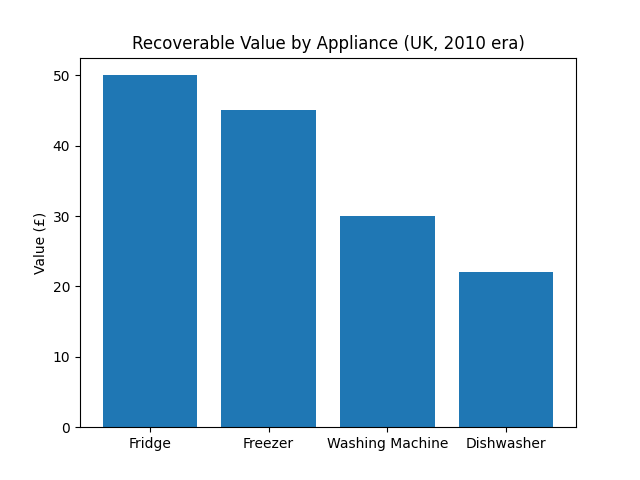 Recoverable Value by Appliance (UK, 2010 era)
Value (£)
50
40
30
20
10
0
Fridge Freezer Washing Machine Dishwasher